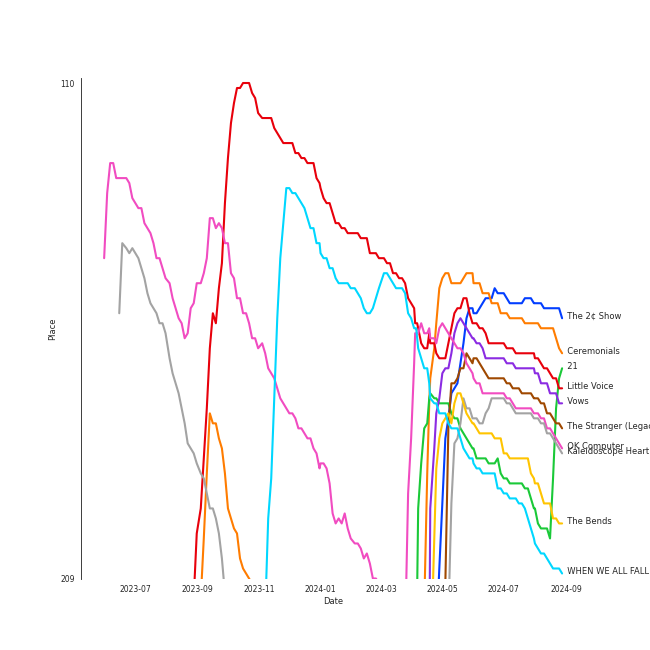 110
Place
The 2¢ Show
Ceremonials
21
Little Voice
Vows
The Stranger (Legac
OK Computer
Kaleidoscope Heart
The Bends
WHEN WE ALL FALL
209
2023-07
2023-09
2023-11
2024-01
2024-03
2024-05
2024-07
2024-09
Date